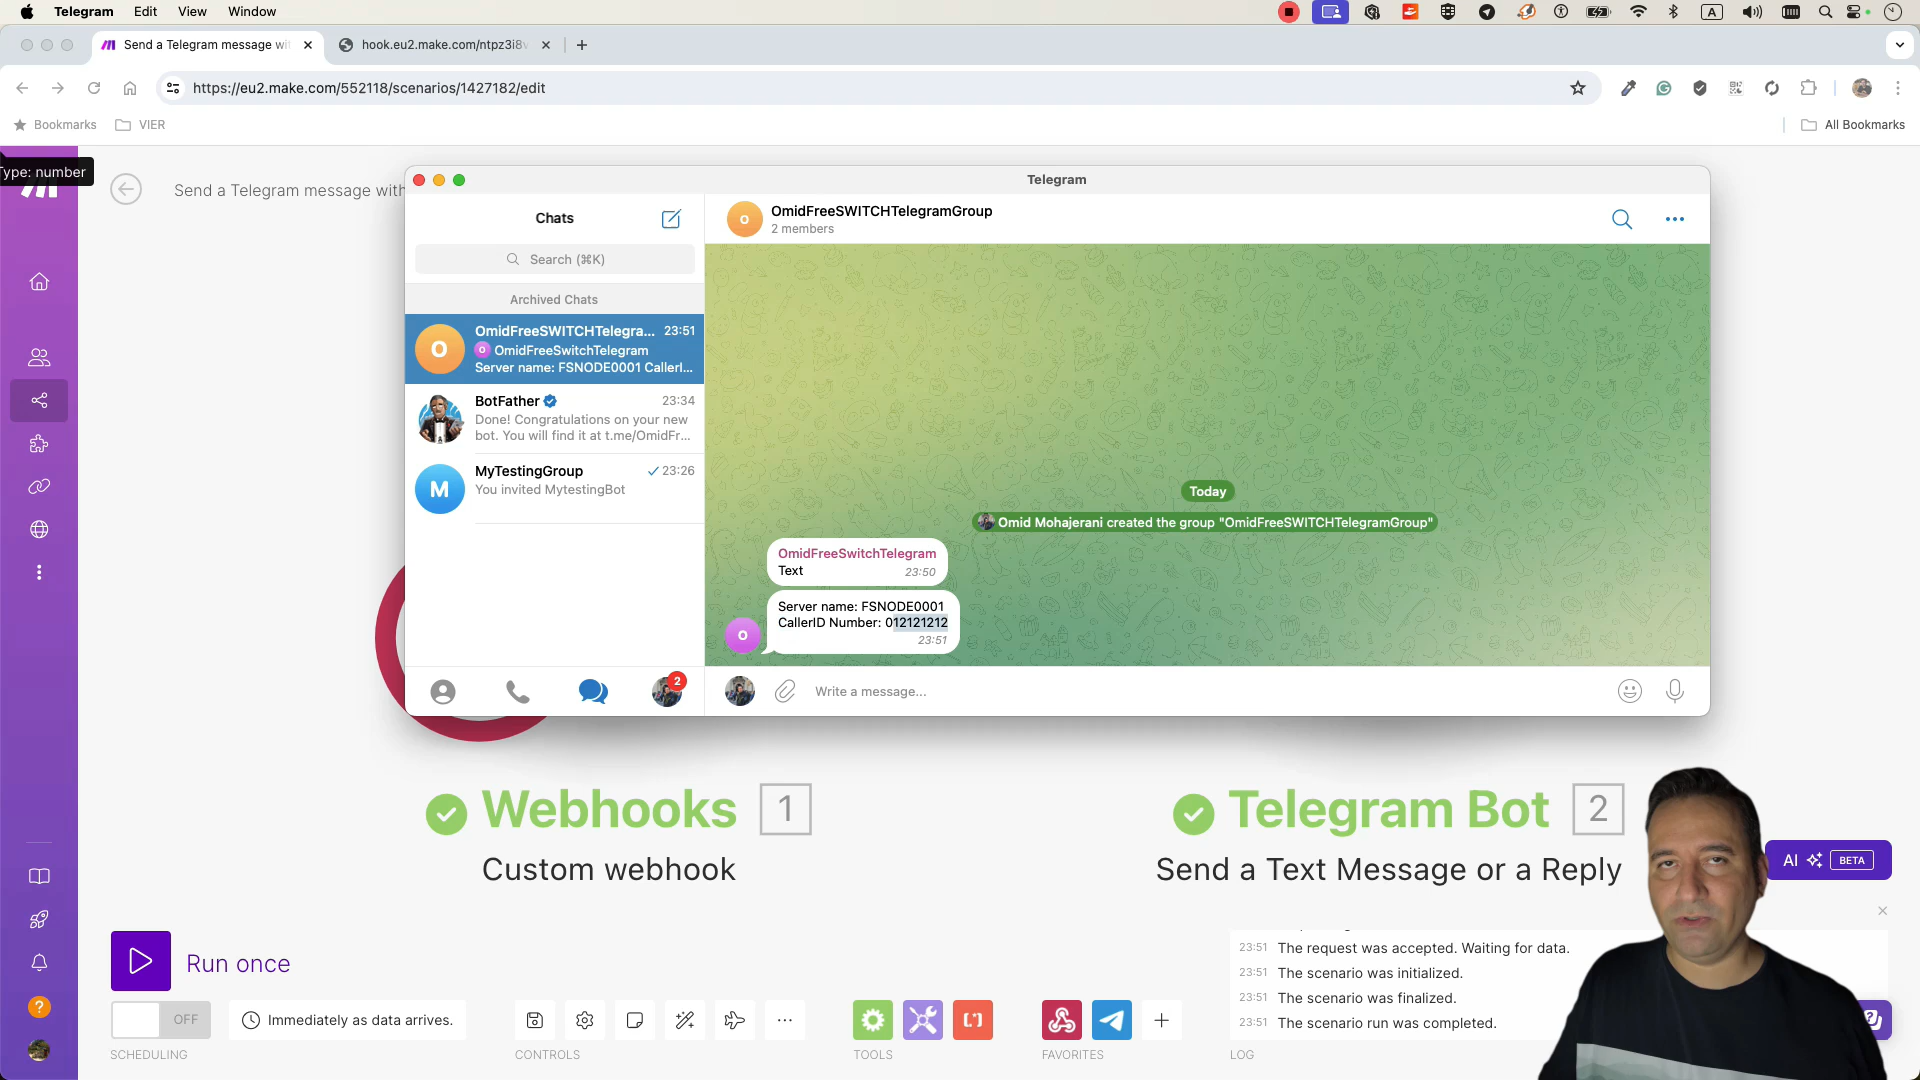 Telegram Edit View Window
Send a Telegram message wit
hook.eu2.make.com/ntpz3i8v
https://eu2.make.com/552118/scenarios/1427182/edit
Bookmarks VIER
All Bookmarks
Type: number
Send a Telegram message with
Telegram
Chats
Search (⌘K)
Archived Chats
OmidFreeSWITCHTelegra... 23:51
OmidFreeSwitchTelegram
Server name: FSNODE0001 CallerI...
BotFather 23:34
Done! Congratulations on your new
bot. You will find it at t.me/OmidFr...
M
MyTestingGroup 23:26
You invited MytestingBot
2
O
OmidFreeSWITCHTelegramGroup
2 members
Today
Omid Mohajerani created the group "OmidFreeSWITCHTelegramGroup"
OmidFreeSwitchTelegram
Text 23:50
Server name: FSNODE0001
CallerID Number: 012121212
23:51
Write a message...
Webhooks 1
Custom webhook
Telegram Bot 2
Send a Text Message or a Reply
AI BETA
Run once
OFF
Immediately as data arrives.
SCHEDULING
CONTROLS
TOOLS
FAVORITES
23:51 The request was accepted. Waiting for data.
23:51 The scenario was initialized.
23:51 The scenario was finalized.
23:51 The scenario run was completed.
LOG